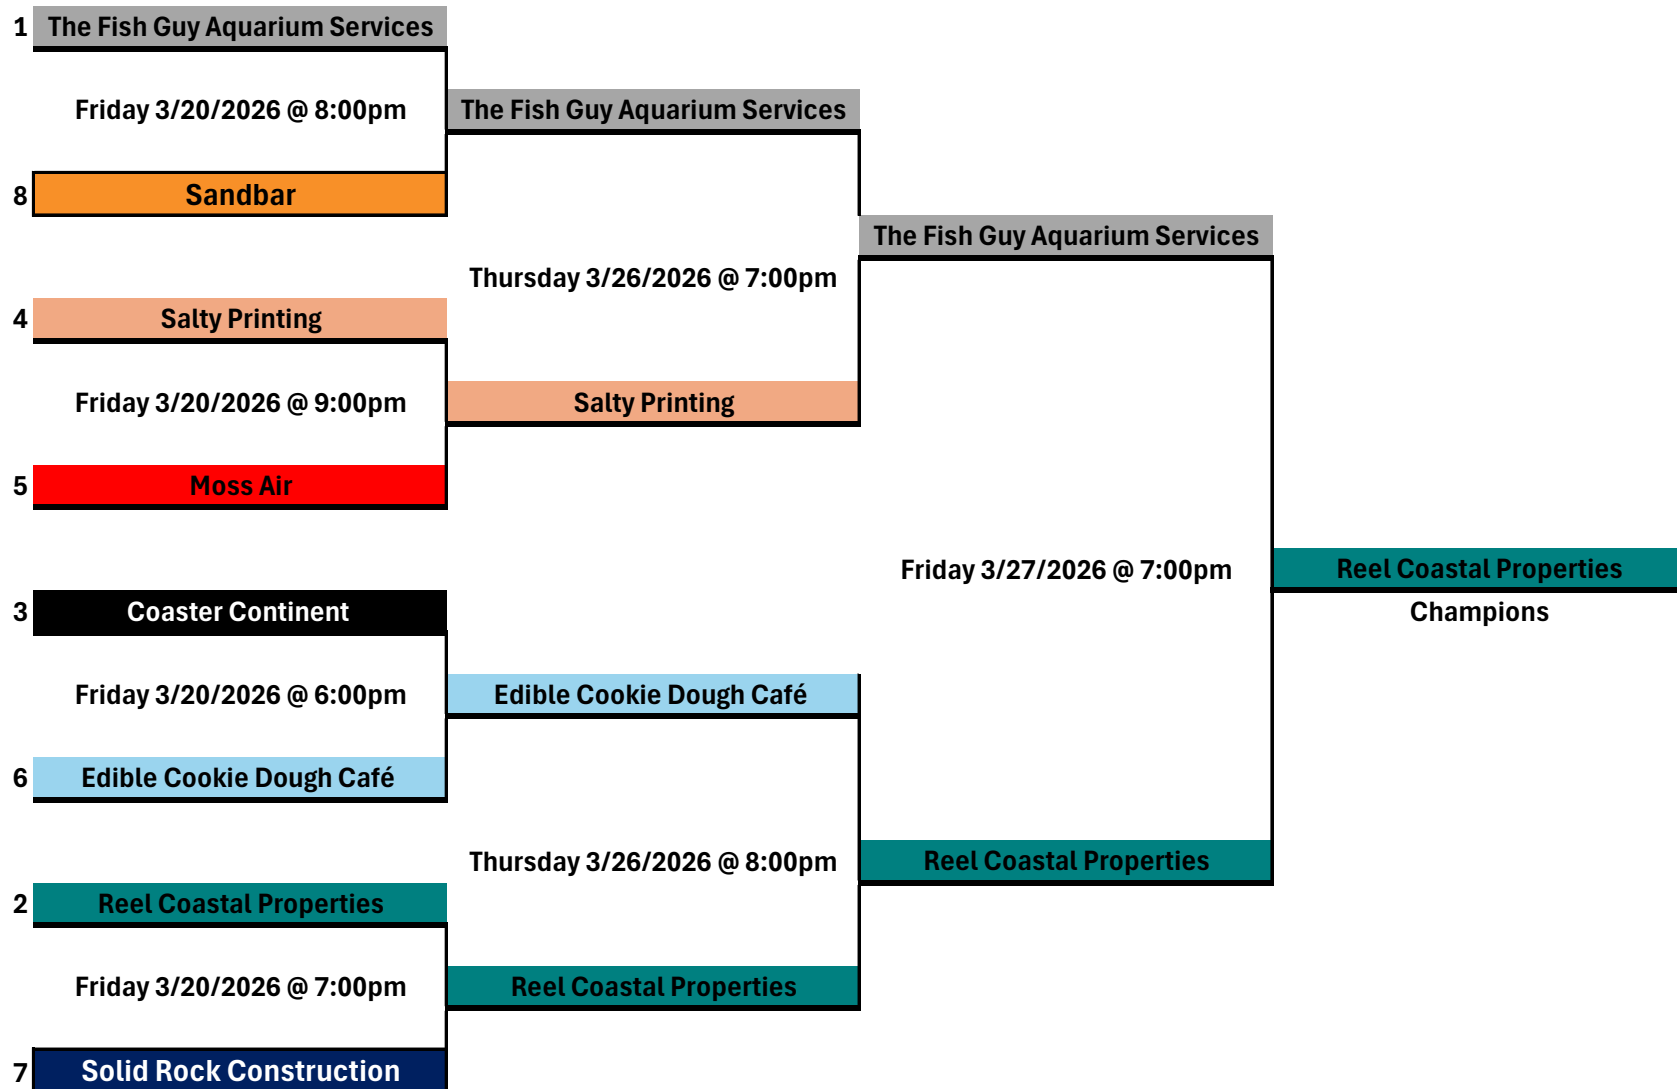 1 The Fish Guy Aquarium Services
Friday 3/20/2026 @ 8:00pm
The Fish Guy Aquarium Services
8 Sandbar
The Fish Guy Aquarium Services
Thursday 3/26/2026 @ 7:00pm
4 Salty Printing
Friday 3/20/2026 @ 9:00pm
Salty Printing
5 Moss Air
Friday 3/27/2026 @ 7:00pm
Reel Coastal Properties
Champions
3 Coaster Continent
Friday 3/20/2026 @ 6:00pm
Edible Cookie Dough Café
6 Edible Cookie Dough Café
Thursday 3/26/2026 @ 8:00pm
Reel Coastal Properties
2 Reel Coastal Properties
Friday 3/20/2026 @ 7:00pm
Reel Coastal Properties
7 Solid Rock Construction